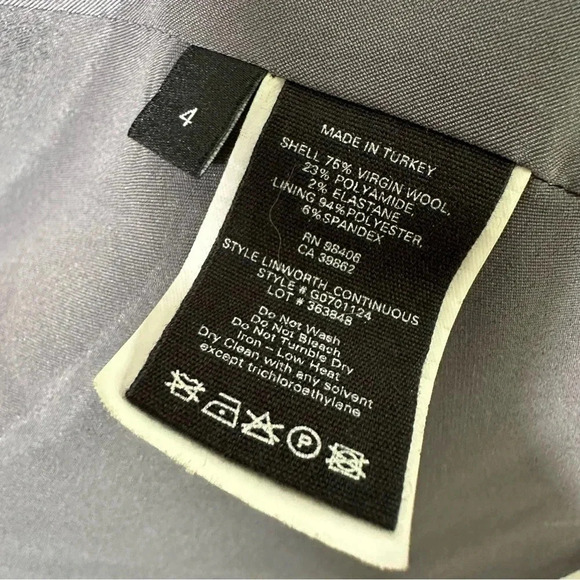 4
MADE IN TURKEY
SHELL 75% VIRGIN WOOL,
23% POLYAMIDE,
2% ELASTANE
LINING 94% POLYESTER,
6% SPANDEX
RN 98406
CA 39862
STYLE LINWORTH_CONTINUOUS
STYLE # G0701124
LOT # 363848
Do Not Wash
Do Not Bleach
Do Not Tumble Dry
Iron - Low Heat
Dry Clean with any solvent
except trichloroethylane
P